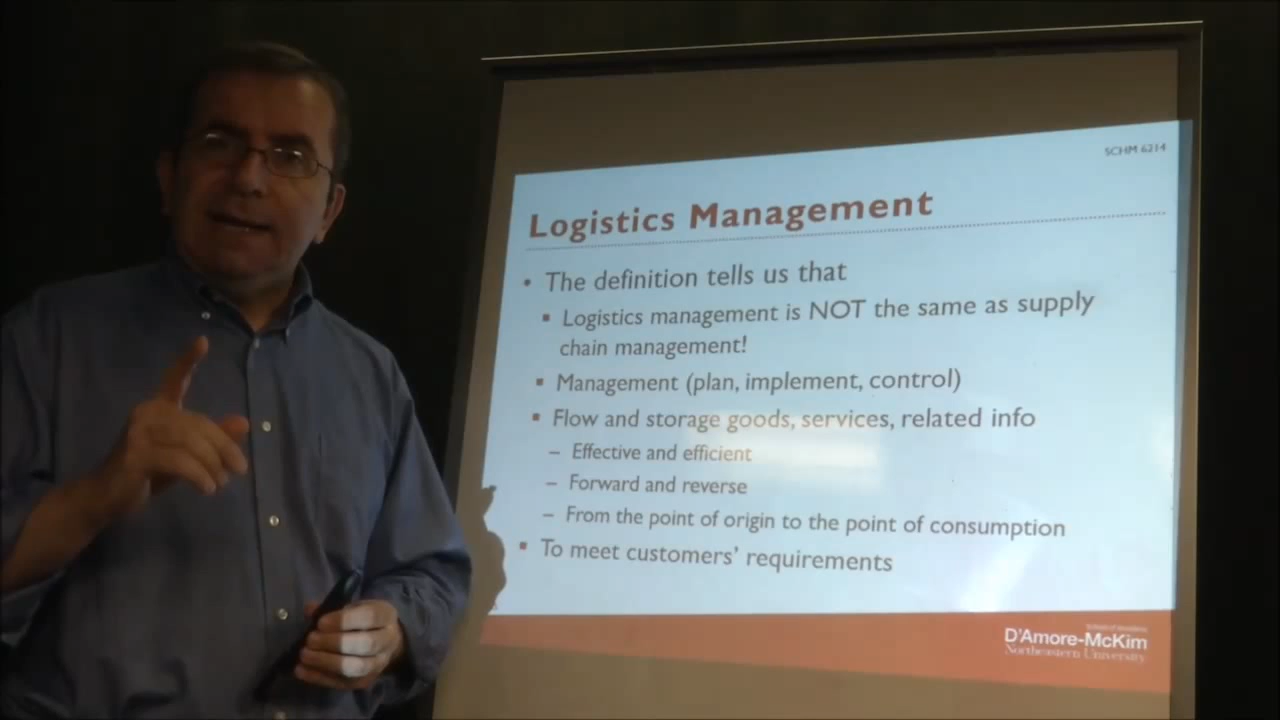 SCHM 6214
Logistics Management
• The definition tells us that
▪ Logistics management is NOT the same as supply
chain management!
▪ Management (plan, implement, control)
▪ Flow and storage goods, services, related info
– Effective and efficient
– Forward and reverse
– From the point of origin to the point of consumption
▪ To meet customers’ requirements
D'Amore-McKim
Northeastern University